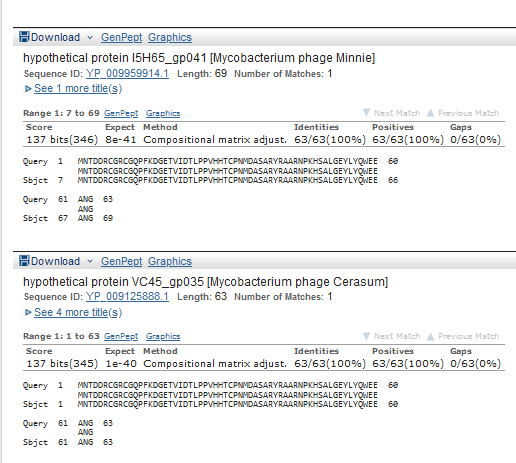 Download GenPept Graphics
hypothetical protein I5H65_gp041 [Mycobacterium phage Minnie]
Sequence ID: YP_009959914.1 Length: 69 Number of Matches: 1
See 1 more title(s)
Range 1: 7 to 69 GenPept Graphics Next Match Previous Match
Score Expect Method Identities Positives Gaps
137 bits(346) 8e-41 Compositional matrix adjust. 63/63(100%) 63/63(100%) 0/63(0%)
Query 1 MNTDDRCGRCGQPFKDGETVIDTLPPVHHTCPNMDASARYRAARNPKHSALGEYLYQWEE 60
MNTDDRCGRCGQPFKDGETVIDTLPPVHHTCPNMDASARYRAARNPKHSALGEYLYQWEE
Sbjct 7 MNTDDRCGRCGQPFKDGETVIDTLPPVHHTCPNMDASARYRAARNPKHSALGEYLYQWEE 66
Query 61 ANG 63
ANG
Sbjct 67 ANG 69
Download GenPept Graphics
hypothetical protein VC45_gp035 [Mycobacterium phage Cerasum]
Sequence ID: YP_009125888.1 Length: 63 Number of Matches: 1
See 4 more title(s)
Range 1: 1 to 63 GenPept Graphics Next Match Previous Match
Score Expect Method Identities Positives Gaps
137 bits(345) 1e-40 Compositional matrix adjust. 63/63(100%) 63/63(100%) 0/63(0%)
Query 1 MNTDDRCGRCGQPFKDGETVIDTLPPVHHTCPNMDASARYRAARNPKHSALGEYLYQWEE 60
MNTDDRCGRCGQPFKDGETVIDTLPPVHHTCPNMDASARYRAARNPKHSALGEYLYQWEE
Sbjct 1 MNTDDRCGRCGQPFKDGETVIDTLPPVHHTCPNMDASARYRAARNPKHSALGEYLYQWEE 60
Query 61 ANG 63
ANG
Sbjct 61 ANG 63